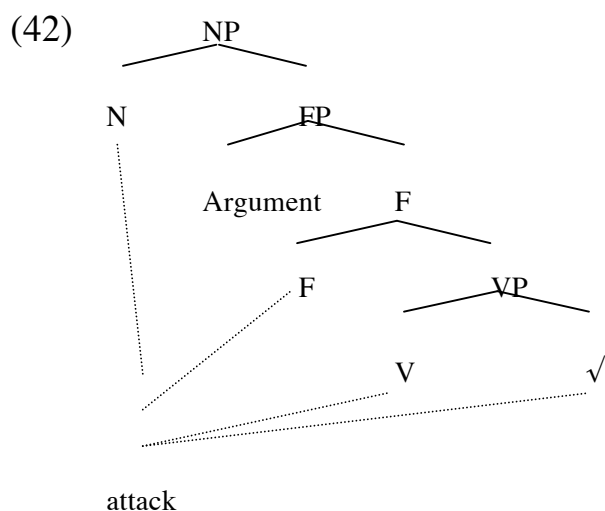 (42) NP
N FP
Argument F
F VP
V √
attack